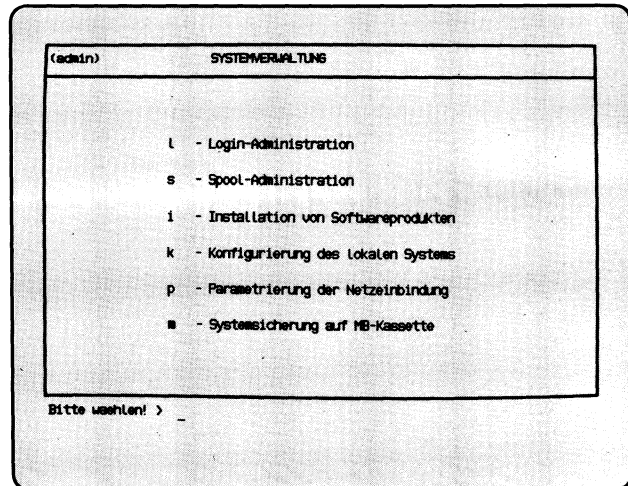 (admin) SYSTEMVERWALTUNG
l - Login-Administration
s - Spool-Administration
i - Installation von Softwareprodukten
k - Konfigurierung des lokalen Systems
p - Parametrierung der Netzeinbindung
m - Systemsicherung auf MB-Kassette
Bitte waehlen! > _